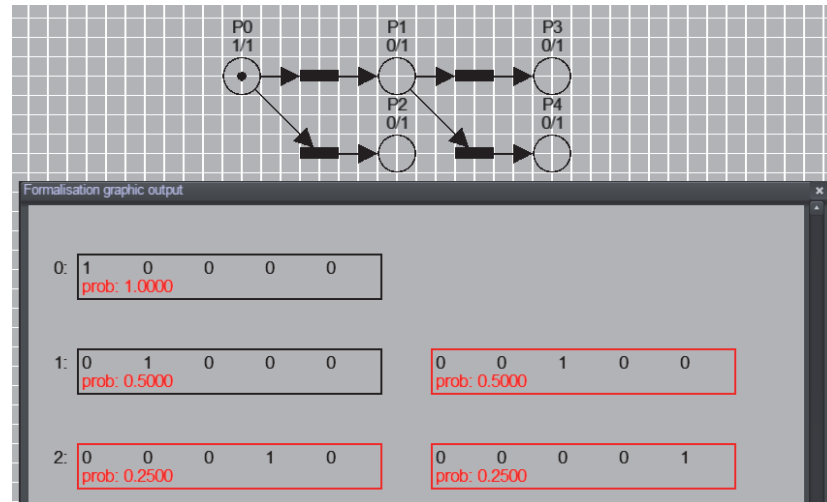 P0 P1 P3
1/1 0/1 0/1
P2 P4
0/1 0/1
Formalisation graphic output x
0: 1 0 0 0 0
prob: 1.0000
1: 0 1 0 0 0 0 0 1 0 0
prob: 0.5000 prob: 0.5000
2: 0 0 0 1 0 0 0 0 0 1
prob: 0.2500 prob: 0.2500